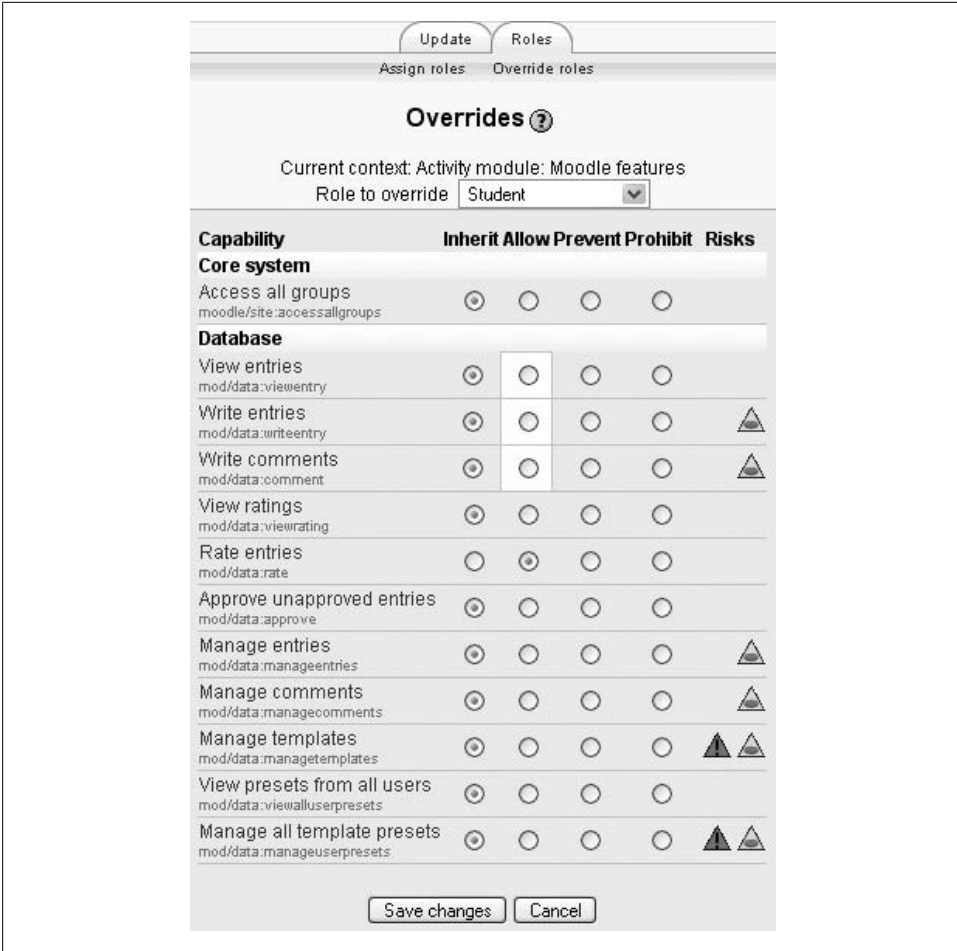 Update Roles
Assign roles Override roles
Overrides ?
Current context: Activity module: Moodle features
Role to override Student
Capability Inherit Allow Prevent Prohibit Risks
Core system
Access all groups
moodle/site:accessallgroups
Database
View entries
mod/data:viewentry
Write entries
mod/data:writeentry
Write comments
mod/data:comment
View ratings
mod/data:viewrating
Rate entries
mod/data:rate
Approve unapproved entries
mod/data:approve
Manage entries
mod/data:manageentries
Manage comments
mod/data:managecomments
Manage templates
mod/data:managetemplates
View presets from all users
mod/data:viewalluserpresets
Manage all template presets
mod/data:manageuserpresets
Save changes Cancel